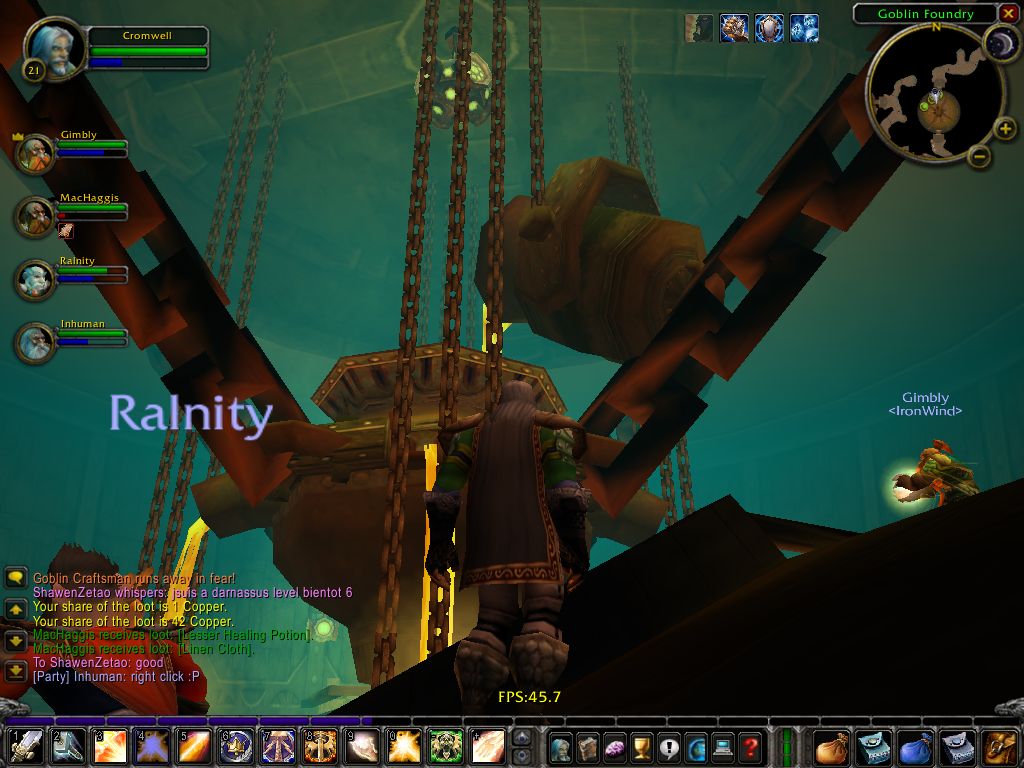 Cromwell
21
Goblin Foundry
N
Gimbly
MacHaggis
Ralnity
Inhuman
Ralnity
Gimbly
<IronWind>
Goblin Craftsman runs away in fear!
ShawenZetao whispers: jsuis a darnassus level bientot 6
Your share of the loot is 1 Copper.
Your share of the loot is 42 Copper.
MacHaggis receives loot: [Lesser Healing Potion].
MacHaggis receives loot: [Linen Cloth].
To ShawenZetao: good
[Party] Inhuman: right click :P
FPS:45.7
1 2 3 4 5 6 7 8 9 0